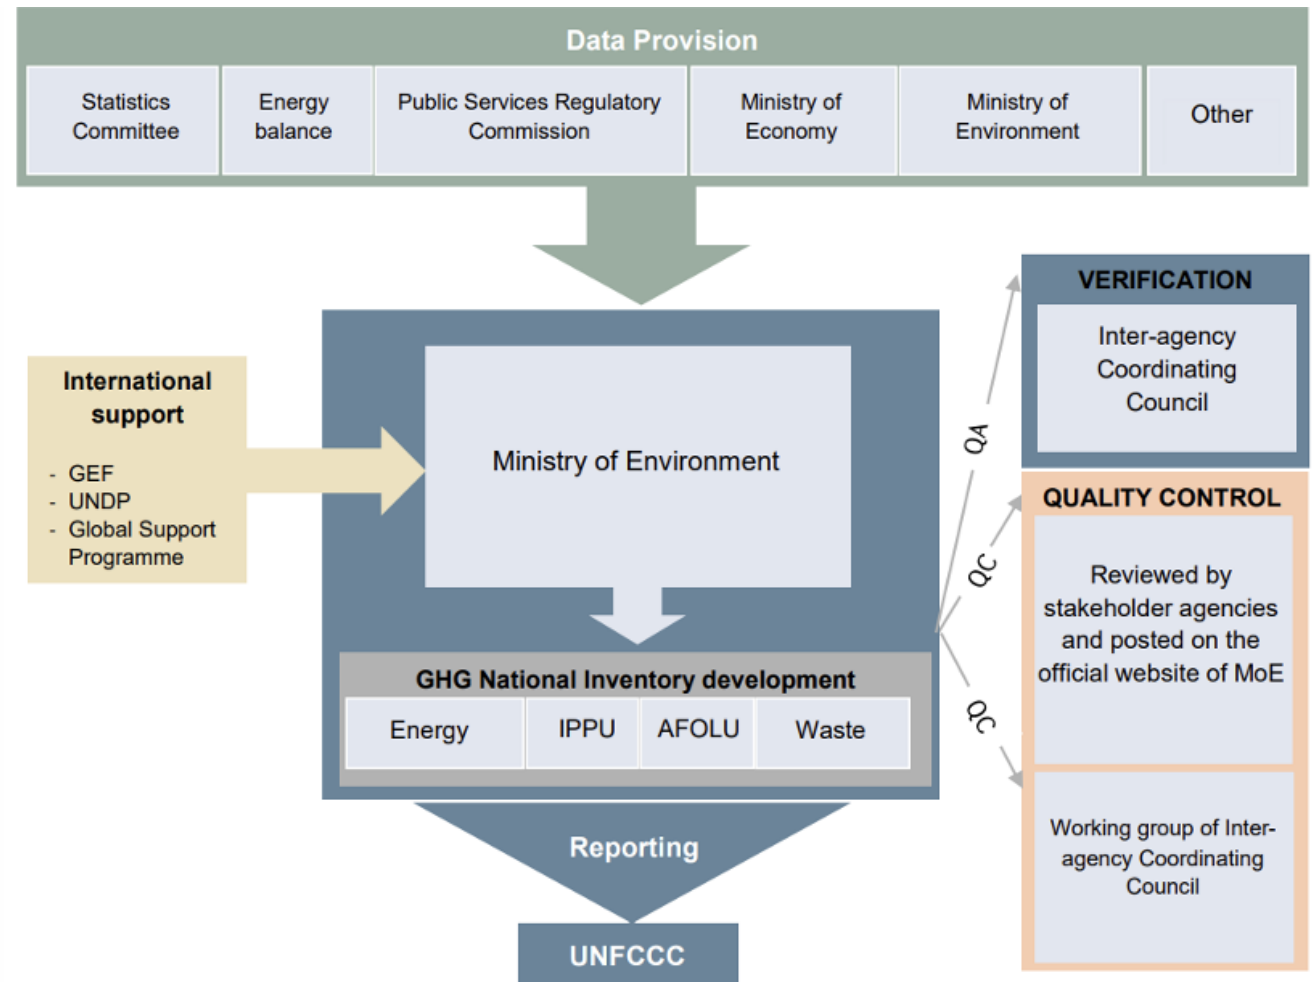 Data Provision
Statistics
Committee
Energy
balance
Public Services Regulatory
Commission
Ministry of
Economy
Ministry of
Environment
Other
International
support
- GEF
- UNDP
- Global Support
Programme
Ministry of Environment
GHG National Inventory development
Energy
IPPU
AFOLU
Waste
Reporting
UNFCCC
QA
QC
QC
VERIFICATION
Inter-agency
Coordinating
Council
QUALITY CONTROL
Reviewed by
stakeholder agencies
and posted on the
official website of MoE
Working group of Inter-
agency Coordinating
Council